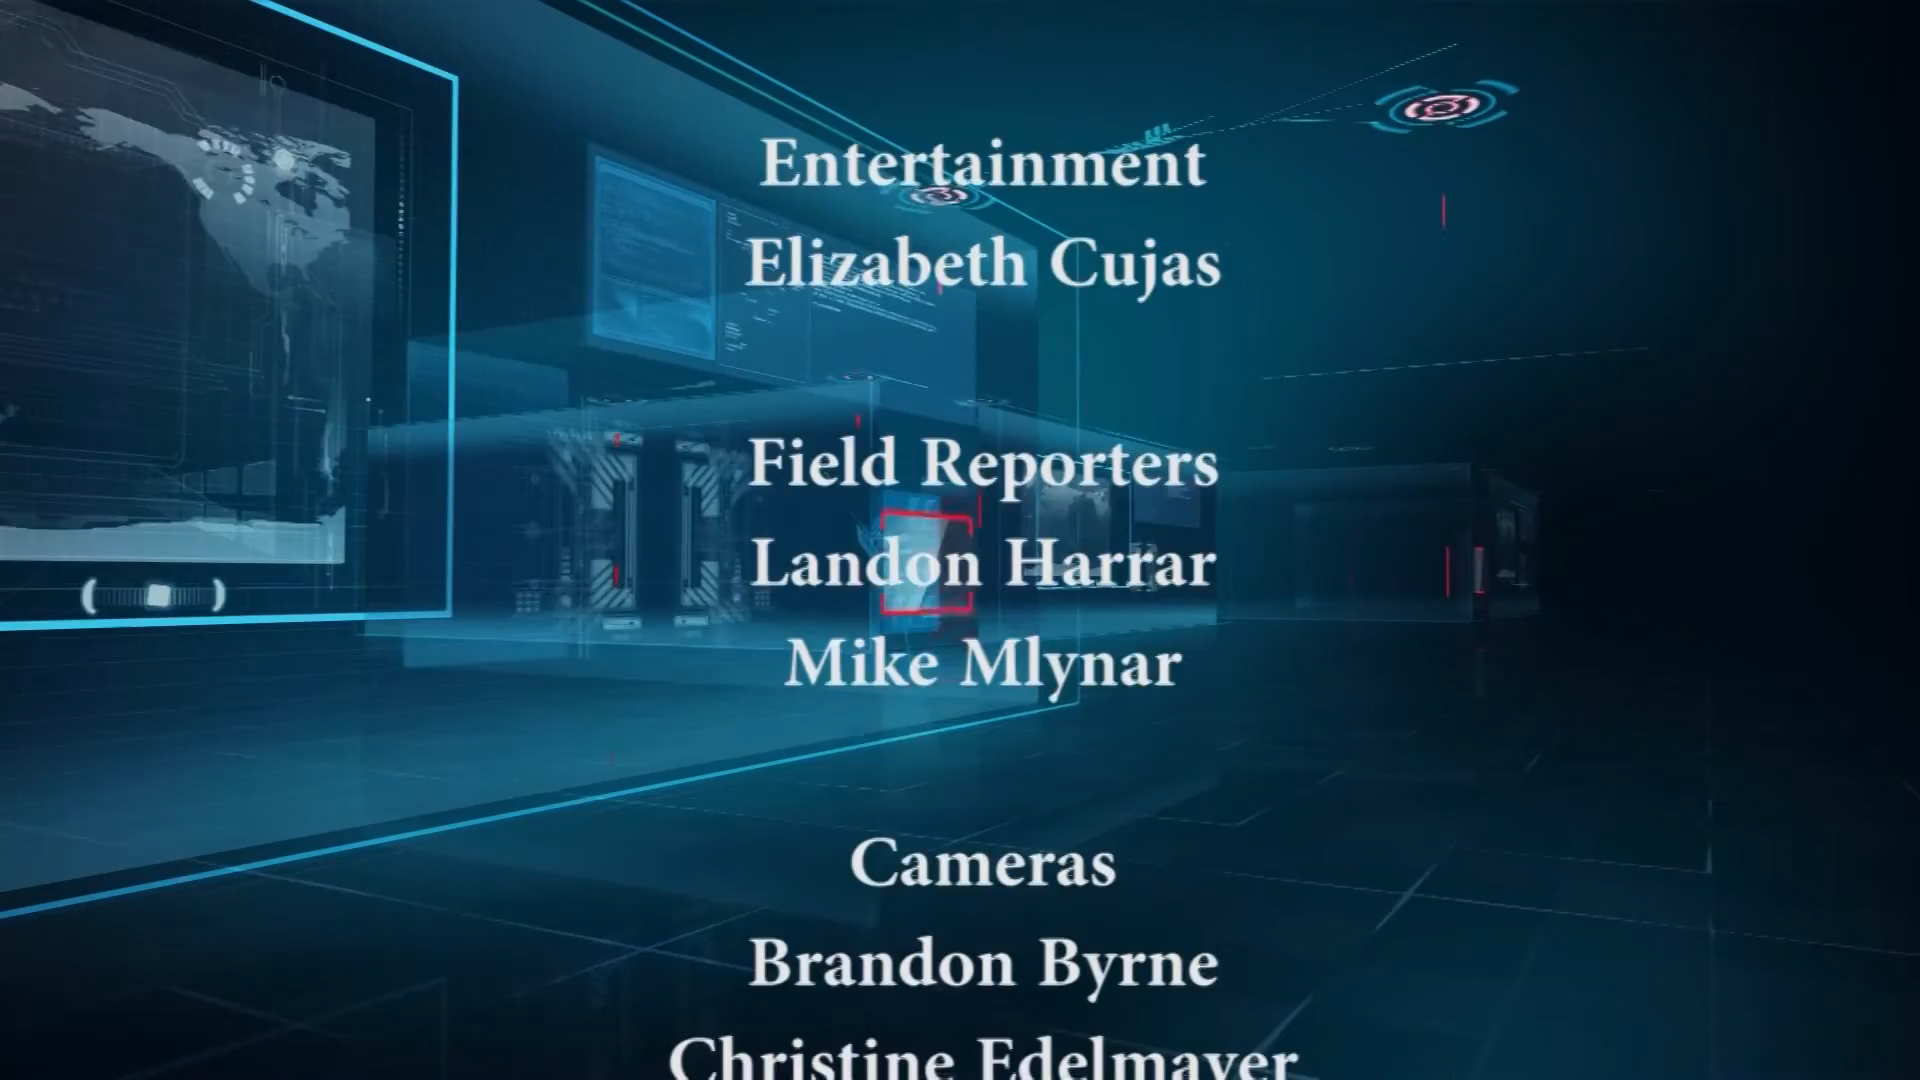 Entertainment
Elizabeth Cujas
Field Reporters
Landon Harrar
Mike Mlynar
Cameras
Brandon Byrne
Christine Edelmayer